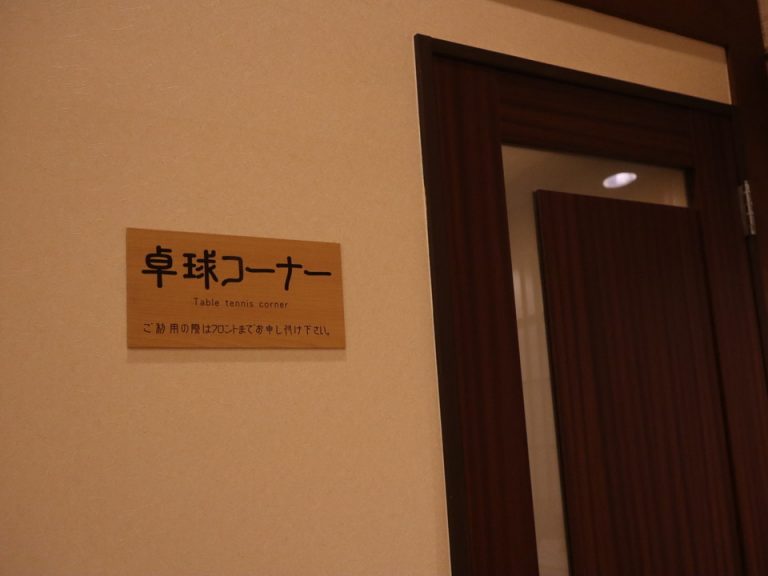 卓球コーナー
Table tennis corner
ご利用の際はフロントまでお申し付け下さい。